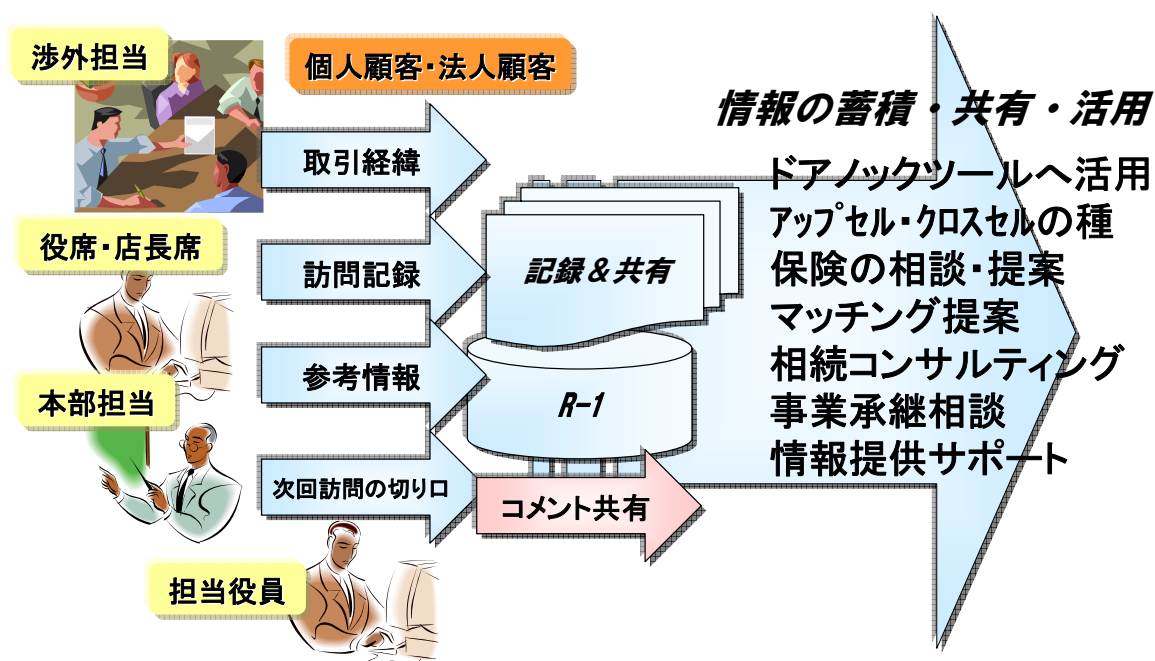 渉外担当
個人顧客・法人顧客
取引経緯
役席・店長席
訪問記録
参考情報
本部担当
次回訪問の切り口
担当役員
記録&共有
R-1
コメント共有
情報の蓄積・共有・活用
ドアノックツールへ活用
アップセル・クロスセルの種
保険の相談・提案
マッチング提案
相続コンサルティング
事業承継相談
情報提供サポート